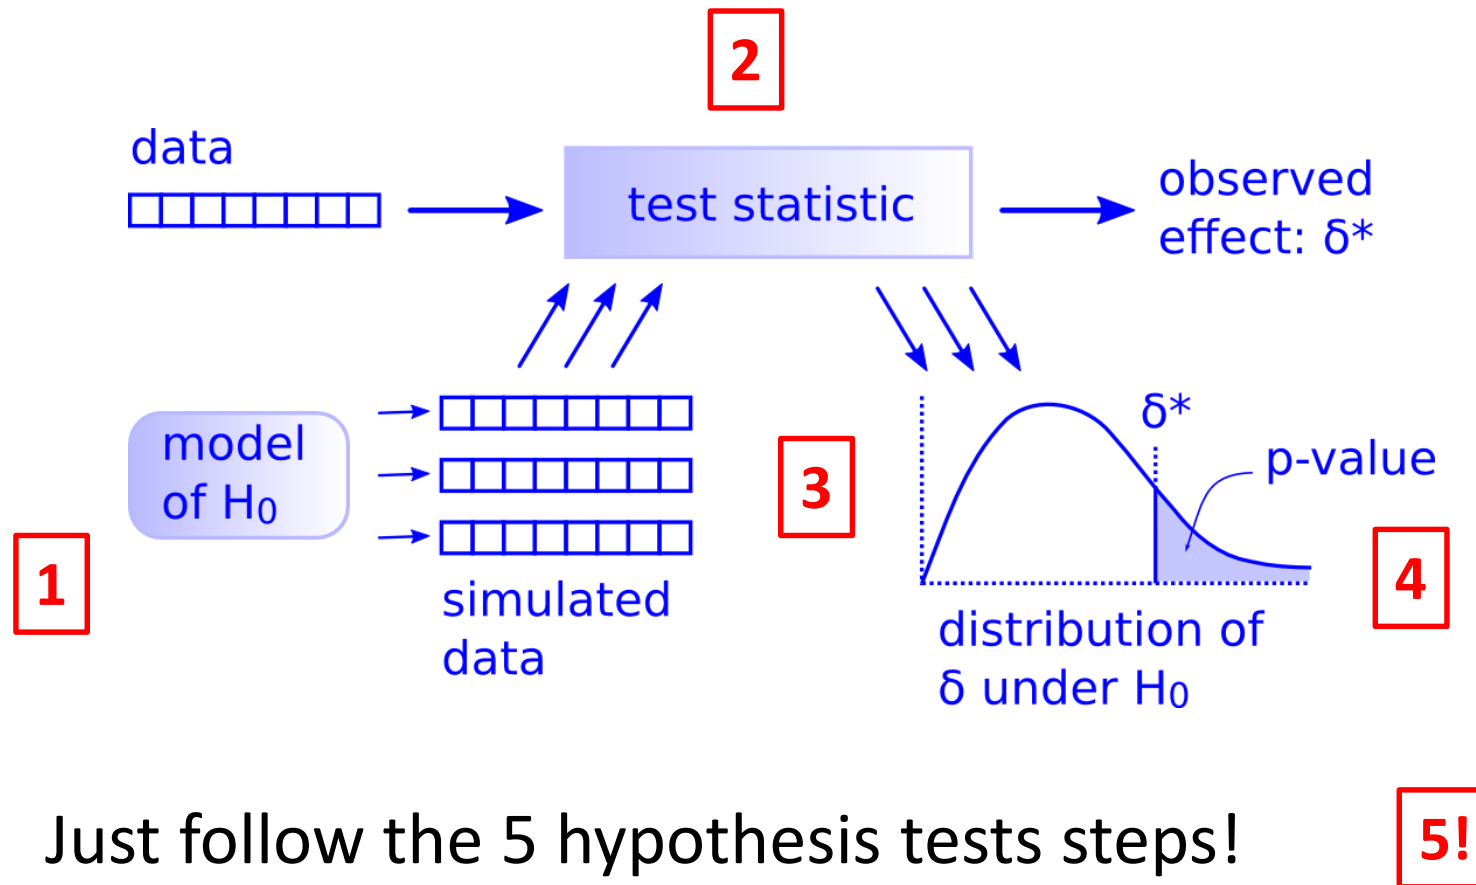 2
data
test statistic
observed
effect: δ*
model
of H₀
simulated
data
3
δ*
p-value
distribution of
δ under H₀
1
4
Just follow the 5 hypothesis tests steps!
5!